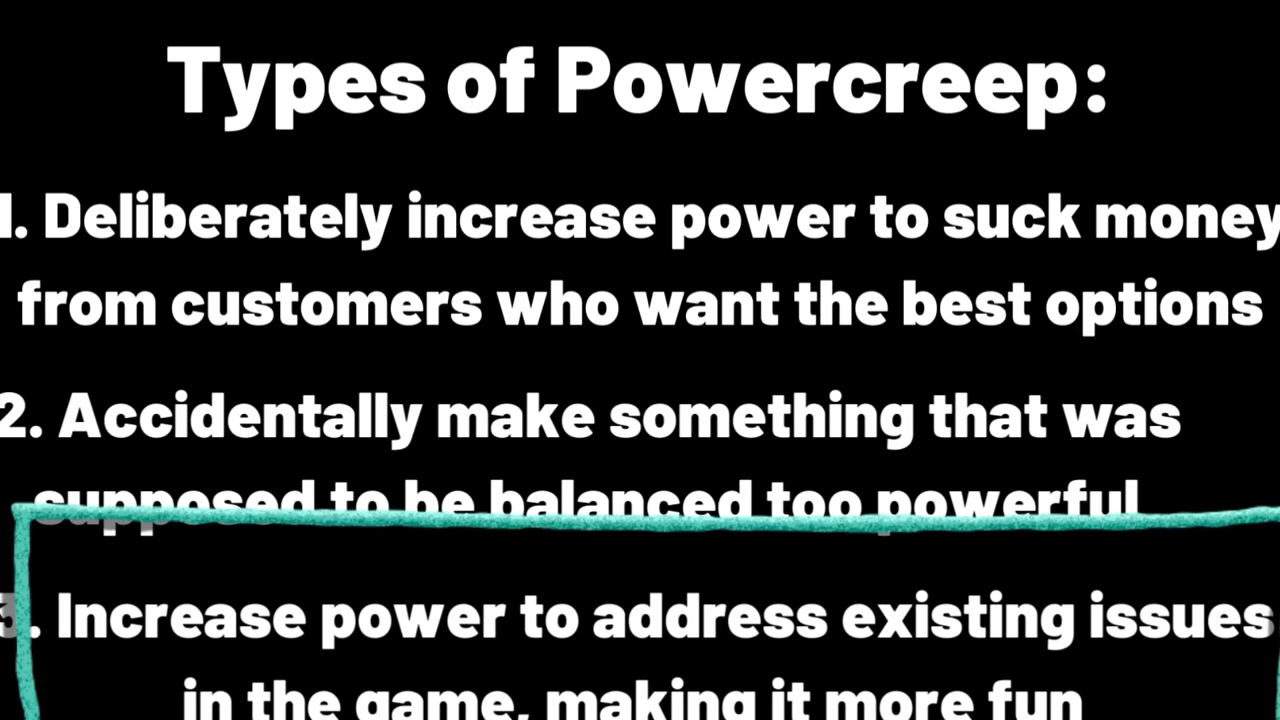 Types of Powercreep:
1. Deliberately increase power to suck money
from customers who want the best options
2. Accidentally make something that was
supposed to be balanced too powerful
3. Increase power to address existing issues
in the game, making it more fun